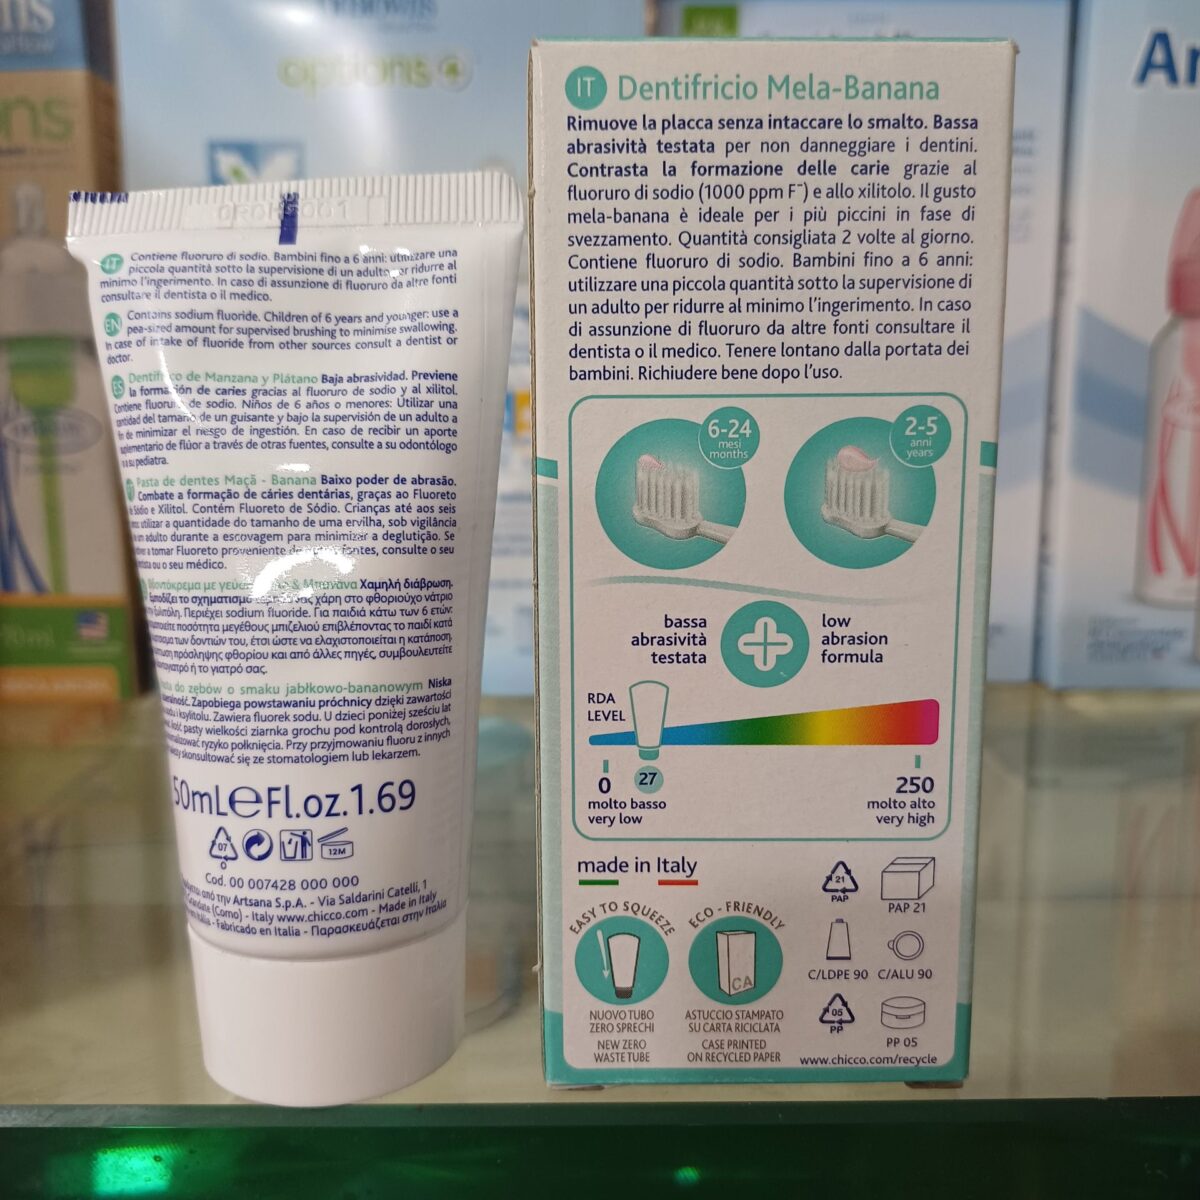 options
Ar
ns
IT Contiene fluoruro di sodio. Bambini fino a 6 anni: utilizzare una
piccola quantità sotto la supervisione di un adulto per ridurre al
minimo l'ingerimento. In caso di assunzione di fluoruro da altre fonti
consultare il dentista o il medico.
EN Contains sodium fluoride. Children of 6 years and younger: use a
pea-sized amount for supervised brushing to minimise swallowing.
In case of intake of fluoride from other sources consult a dentist or
doctor.
ES Dentífrico de Manzana y Plátano Baja abrasividad. Previene
la formación de caries gracias al fluoruro de sodio y al xilitol.
Contiene fluoruro de sodio. Niños de 6 años o menores: Utilizar una
cantidad del tamaño de un guisante y bajo la supervisión de un adulto a
fin de minimizar el riesgo de ingestión. En caso de recibir un aporte
suplementario de flúor a través de otras fuentes, consulte a su odontólogo
o a su pediatra.
Pasta de dentes Maçã - Banana Baixo poder de abrasão.
Combate a formação de cáries dentárias, graças ao Fluoreto
e Sódio e Xilitol. Contém Fluoreto de Sódio. Crianças até aos seis
utilizar a quantidade do tamanho de uma ervilha, sob vigilância
adulto durante a escovagem para minimizar a deglutição. Se
a tomar Fluoreto proveniente de fontes, consulte o seu
ou o seu médico.
με γεύση & Μπανάνα Χαμηλή διάβρωση.
το σχηματισμό χάρη στο φθοριούχο νάτριο
Περιέχει sodium fluoride. Για παιδιά κάτω των 6 ετών:
ποσότητα μεγέθους μπιζελιού επιβλέποντας το παιδί κατά
των δοντιών του, έτσι ώστε να ελαχιστοποιείται η κατάποση.
πρόσληψης φθορίου και από άλλες πηγές, συμβουλευτείτε
ή το γιατρό σας.
do zębów o smaku jabłkowo-bananowym Niska
Zapobiega powstawaniu próchnicy dzięki zawartości
i ksylitolu. Zawiera fluorek sodu. U dzieci poniżej sześciu lat
pasty wielkości ziarnka grochu pod kontrolą dorosłych,
ryzyko połknięcia. Przy przyjmowaniu fluoru z innych
skonsultować się ze stomatologiem lub lekarzem.
50mL℮Fl.oz.1.69
07
O
12M
Cod. 00 007428 000 000
από την Artsana S.p.A. - Via Saldarini Catelli, 1
Grandate (Como) - Italy www.chicco.com - Made in Italy
- Fabricado en Italia - Παρασκευάζεται στην Ιταλία
IT Dentifricio Mela-Banana
Rimuove la placca senza intaccare lo smalto. Bassa
abrasività testata per non danneggiare i dentini.
Contrasta la formazione delle carie grazie al
fluoruro di sodio (1000 ppm F⁻) e allo xilitolo. Il gusto
mela-banana è ideale per i più piccini in fase di
svezzamento. Quantità consigliata 2 volte al giorno.
Contiene fluoruro di sodio. Bambini fino a 6 anni:
utilizzare una piccola quantità sotto la supervisione di
un adulto per ridurre al minimo l'ingerimento. In caso
di assunzione di fluoruro da altre fonti consultare il
dentista o il medico. Tenere lontano dalla portata dei
bambini. Richiudere bene dopo l'uso.
6-24
mesi
months
2-5
anni
years
bassa
abrasività
testata
low
abrasion
formula
RDA
LEVEL
0
molto basso
very low
27
250
molto alto
very high
made in Italy
21
PAP
PAP 21
EASY TO SQUEEZE
ECO - FRIENDLY
CA
C/LDPE 90
C/ALU 90
NUOVO TUBO
ZERO SPRECHI
NEW ZERO
WASTE TUBE
ASTUCCIO STAMPATO
SU CARTA RICICLATA
CASE PRINTED
ON RECYCLED PAPER
05
PP
PP 05
www.chicco.com/recycle